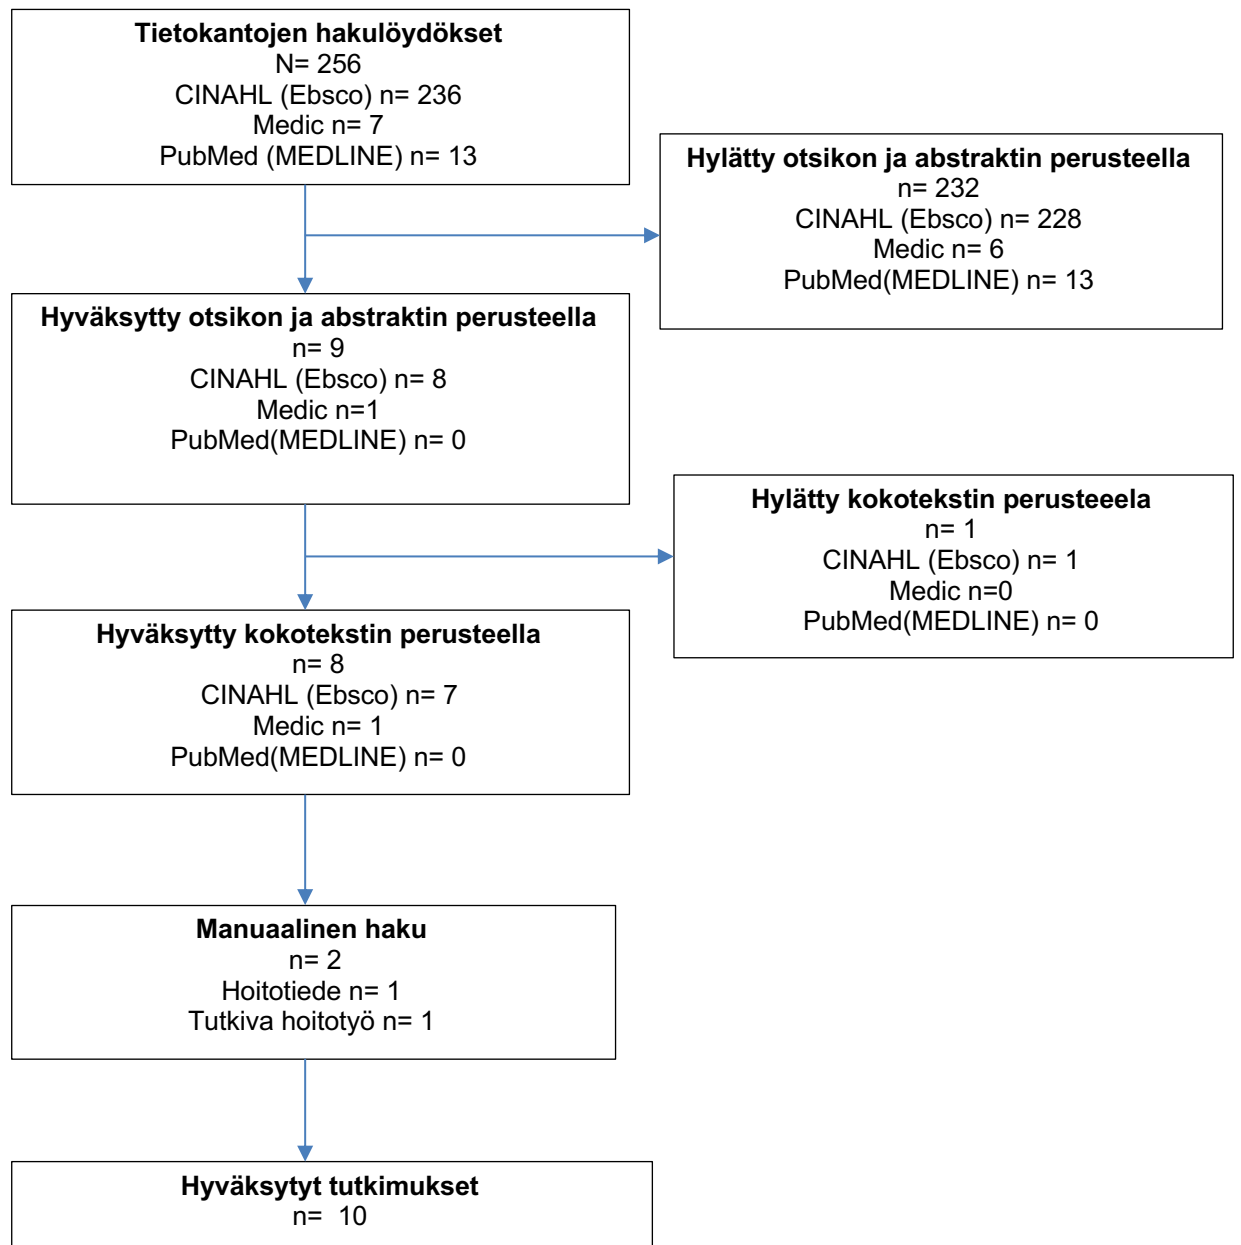 Tietokantojen hakulöydökset
N= 256
CINAHL (Ebsco) n= 236
Medic n= 7
PubMed (MEDLINE) n= 13
Hylätty otsikon ja abstraktin perusteella
n= 232
CINAHL (Ebsco) n= 228
Medic n= 6
PubMed(MEDLINE) n= 13
Hyväksytty otsikon ja abstraktin perusteella
n= 9
CINAHL (Ebsco) n= 8
Medic n=1
PubMed(MEDLINE) n= 0
Hylätty kokotekstin perusteeela
n= 1
CINAHL (Ebsco) n= 1
Medic n=0
PubMed(MEDLINE) n= 0
Hyväksytty kokotekstin perusteella
n= 8
CINAHL (Ebsco) n= 7
Medic n= 1
PubMed(MEDLINE) n= 0
Manuaalinen haku
n= 2
Hoitotiede n= 1
Tutkiva hoitotyö n= 1
Hyväksytyt tutkimukset
n= 10